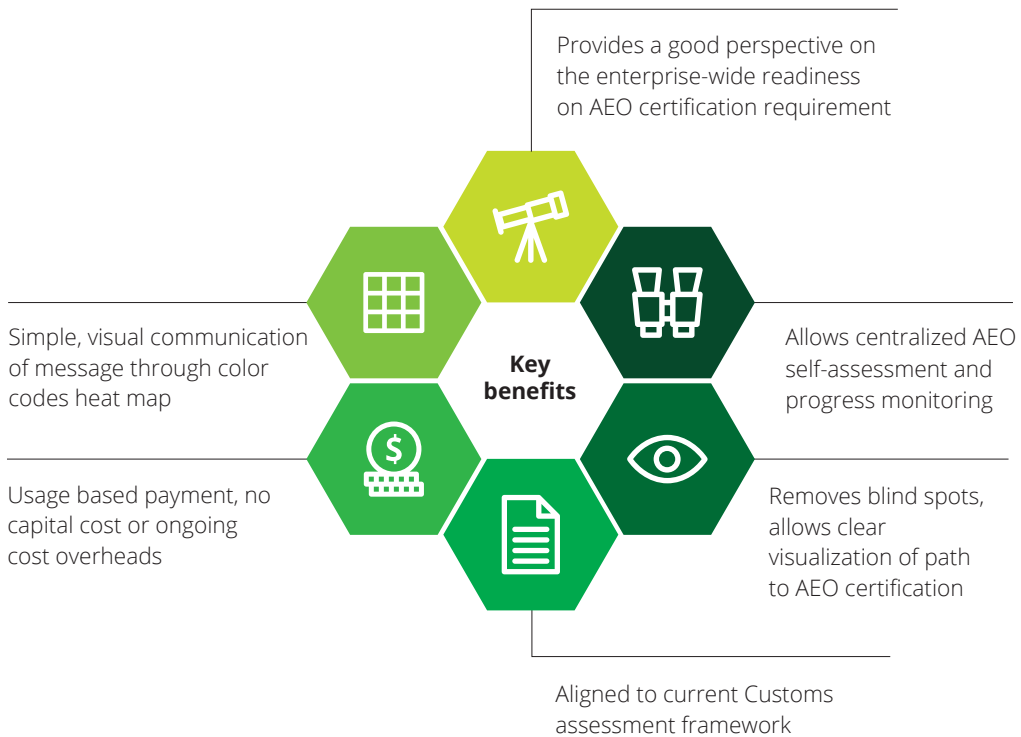 Provides a good perspective on
the enterprise-wide readiness
on AEO certification requirement
Simple, visual communication
of message through color
codes heat map
Key
benefits
Allows centralized AEO
self-assessment and
progress monitoring
$
Usage based payment, no
capital cost or ongoing
cost overheads
Removes blind spots,
allows clear
visualization of path
to AEO certification
Aligned to current Customs
assessment framework